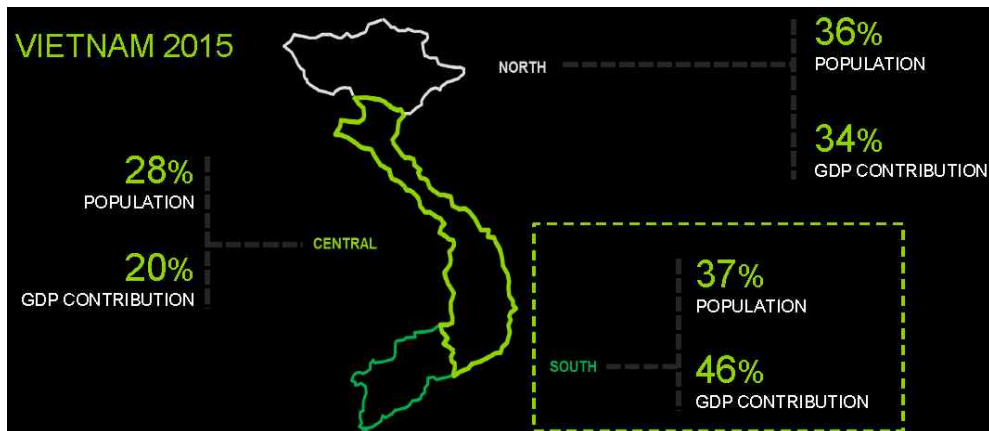 VIETNAM 2015
NORTH
36%
POPULATION
34%
GDP CONTRIBUTION
28%
POPULATION
20%
GDP CONTRIBUTION
CENTRAL
SOUTH
37%
POPULATION
46%
GDP CONTRIBUTION